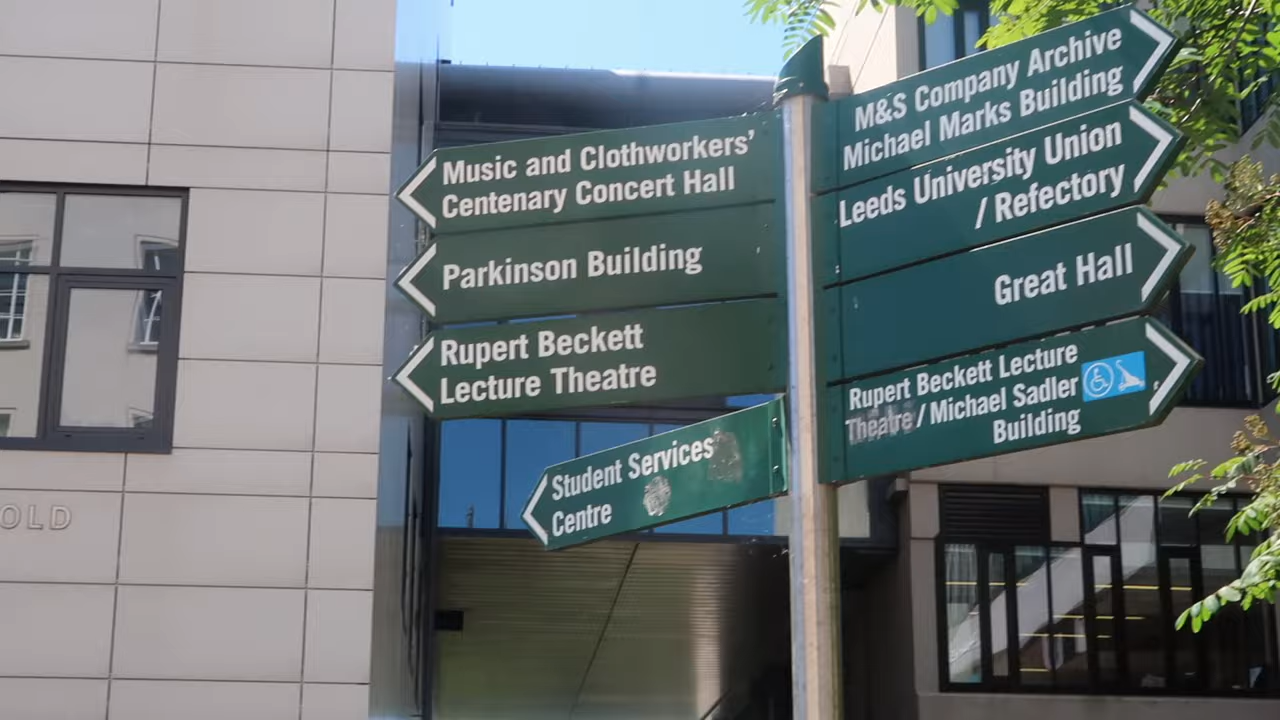 Music and Clothworkers'
Centenary Concert Hall
Parkinson Building
Rupert Beckett
Lecture Theatre
Student Services
Centre
M&S Company Archive
Michael Marks Building
Leeds University Union
/ Refectory
Great Hall
Rupert Beckett Lecture
Theatre / Michael Sadler
Building
OLD